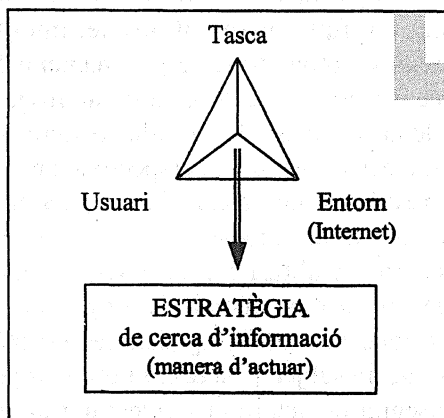 Tasca
Usuari
Entorn
(Internet)
ESTRATÈGIA
de cerca d'informació
(manera d'actuar)